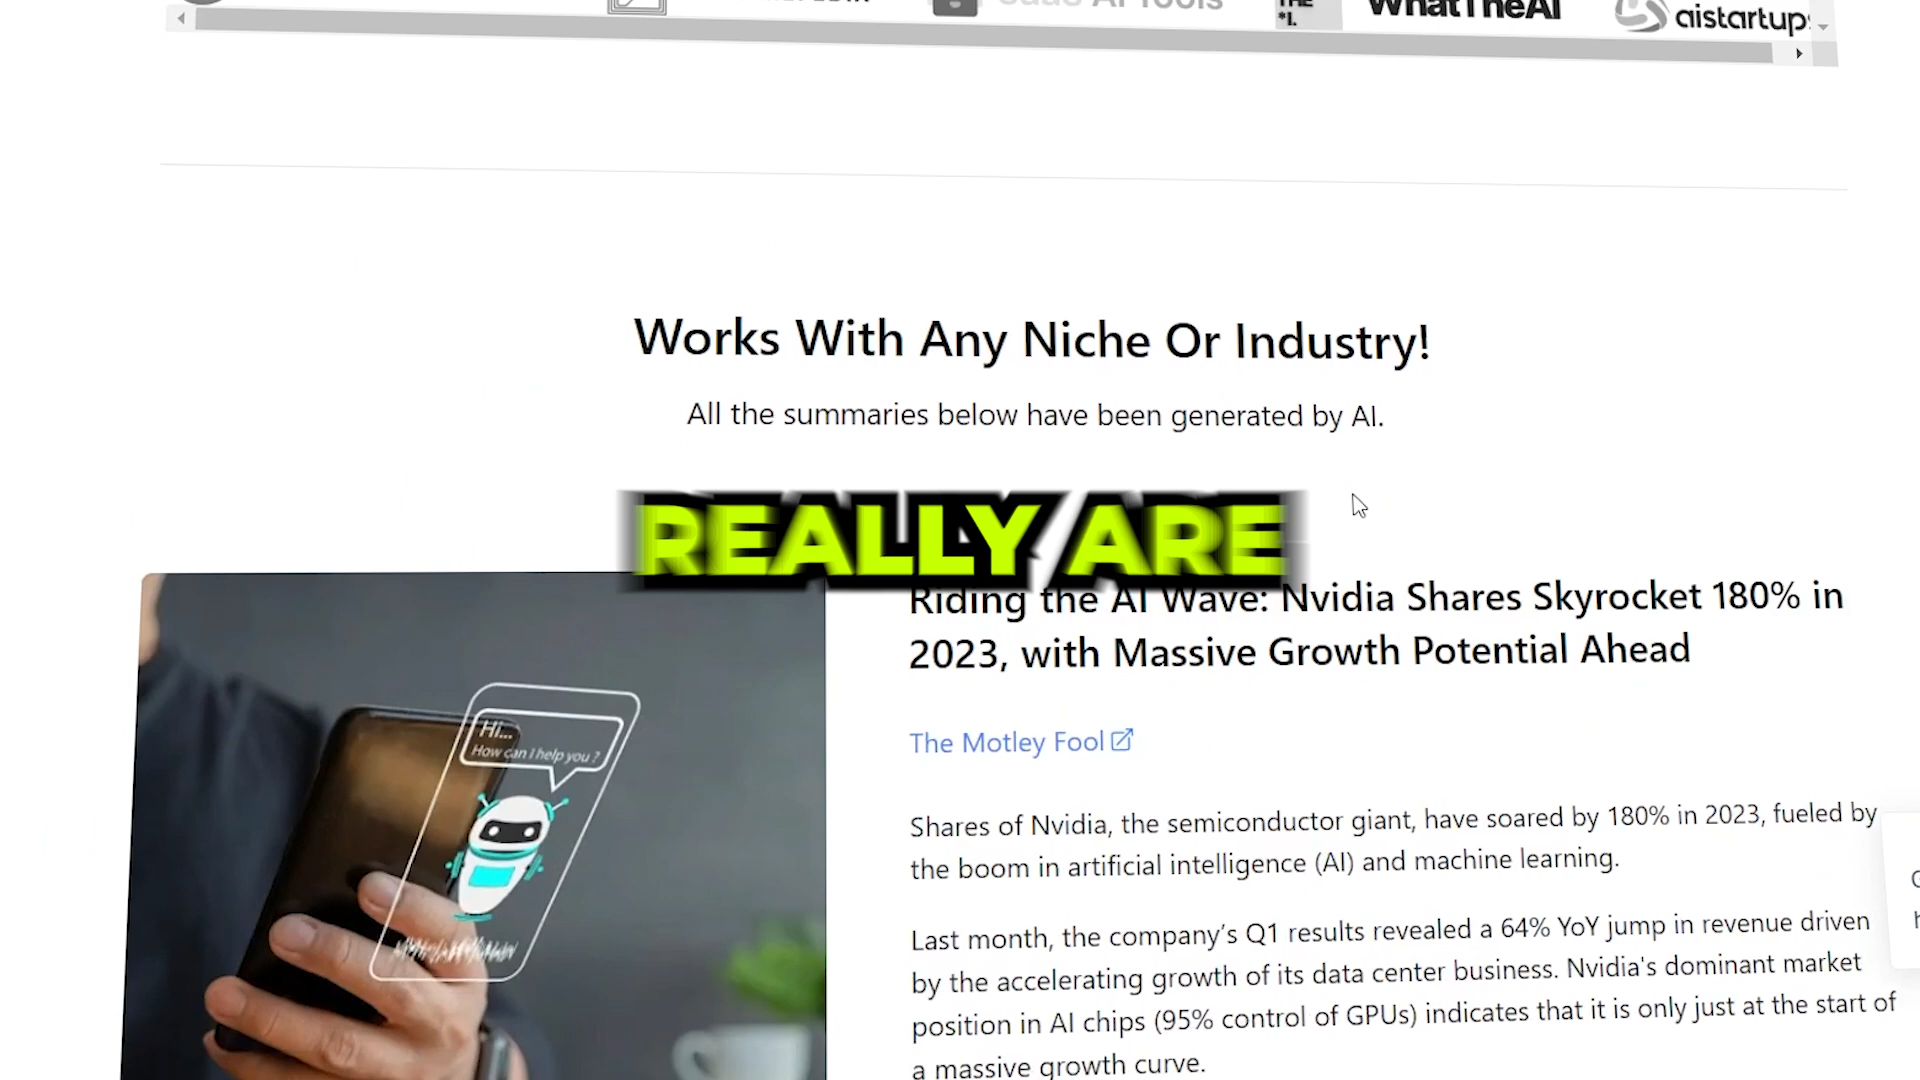 WhatTheAI
aistartups
Works With Any Niche Or Industry!
All the summaries below have been generated by AI.
REALLY ARE
Riding the AI Wave: Nvidia Shares Skyrocket 180% in
2023, with Massive Growth Potential Ahead
The Motley Fool
Hi...
How can i help you ?
Shares of Nvidia, the semiconductor giant, have soared by 180% in 2023, fueled by
the boom in artificial intelligence (AI) and machine learning.
Last month, the company’s Q1 results revealed a 64% YoY jump in revenue driven
by the accelerating growth of its data center business. Nvidia's dominant market
position in AI chips (95% control of GPUs) indicates that it is only just at the start of
a massive growth curve.